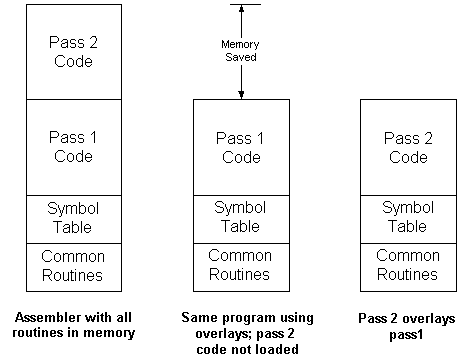 Pass 2
Code
Pass 1
Code
Symbol
Table
Common
Routines
Assembler with all
routines in memory
Memory
Saved
Pass 1
Code
Symbol
Table
Common
Routines
Same program using
overlays; pass 2
code not loaded
Pass 2
Code
Symbol
Table
Common
Routines
Pass 2 overlays
pass1